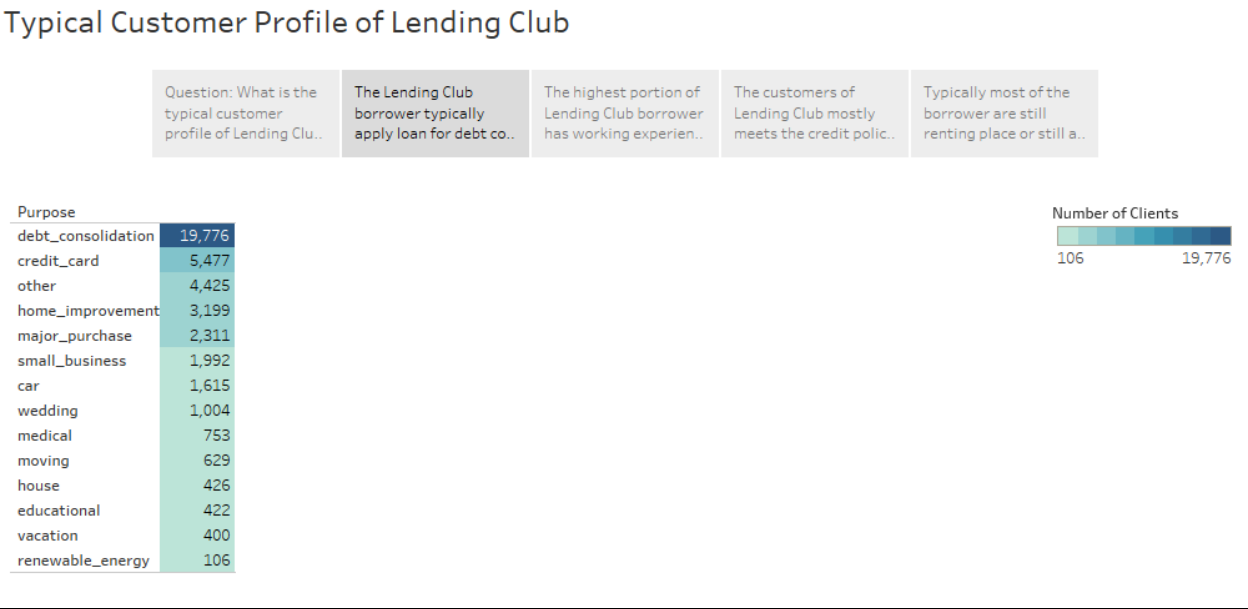 Typical Customer Profile of Lending Club
Question: What is the
typical customer
profile of Lending Clu..
The Lending Club
borrower typically
apply loan for debt co..
The highest portion of
Lending Club borrower
has working experien..
The customers of
Lending Club mostly
meets the credit polic..
Typically most of the
borrower are still
renting place or still a..
Purpose
debt_consolidation 19,776
credit_card 5,477
other 4,425
home_improvement 3,199
major_purchase 2,311
small_business 1,992
car 1,615
wedding 1,004
medical 753
moving 629
house 426
educational 422
vacation 400
renewable_energy 106
Number of Clients
106 19,776